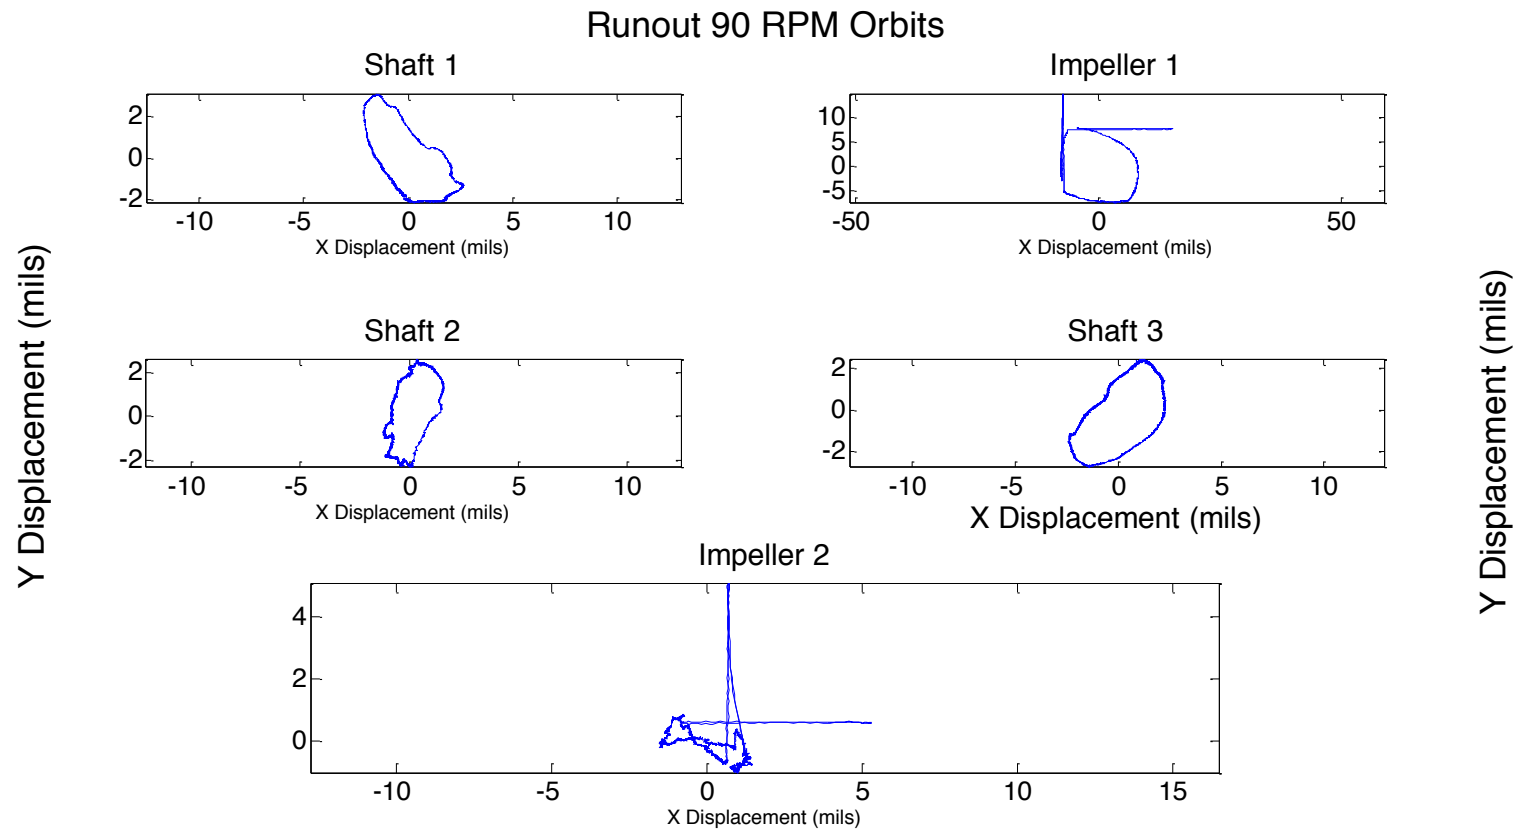 Runout 90 RPM Orbits
Shaft 1
2
0
-2
-10 -5 0 5 10
X Displacement (mils)
Impeller 1
10
5
0
-5
-50 0 50
X Displacement (mils)
Y Displacement (mils)
Y Displacement (mils)
Shaft 2
2
0
-2
-10 -5 0 5 10
X Displacement (mils)
Shaft 3
2
0
-2
-10 -5 0 5 10
X Displacement (mils)
Impeller 2
4
2
0
-10 -5 0 5 10 15
X Displacement (mils)